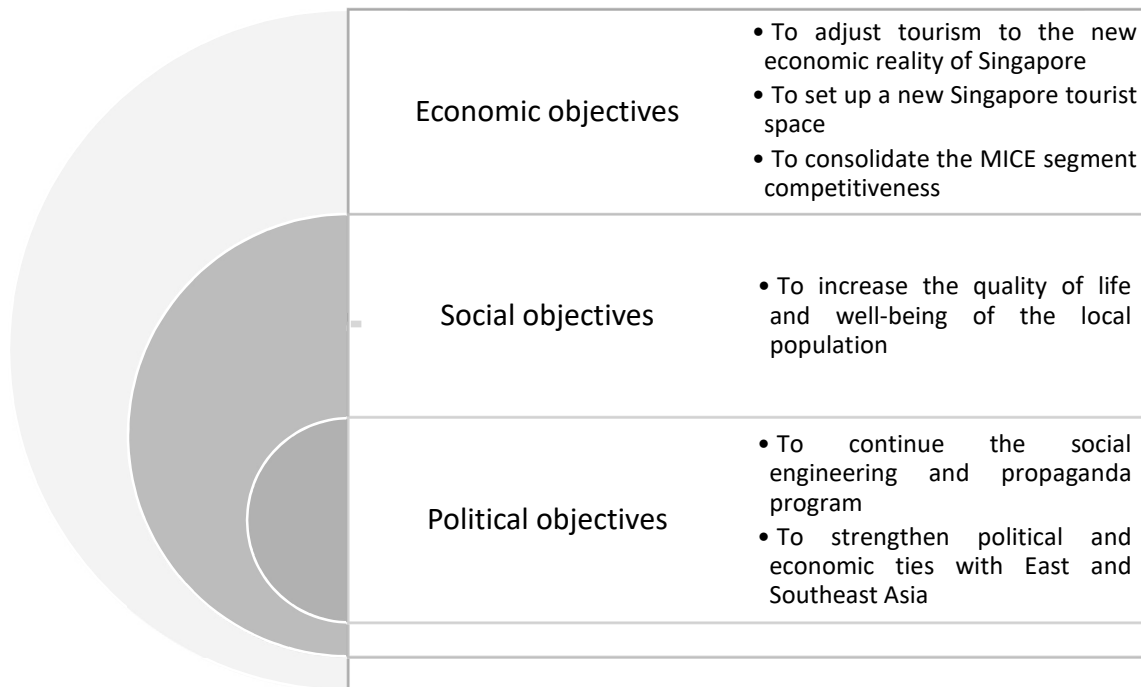 Economic objectives
• To adjust tourism to the new
economic reality of Singapore
• To set up a new Singapore tourist
space
• To consolidate the MICE segment
competitiveness
Social objectives
• To increase the quality of life
and well-being of the local
population
Political objectives
• To continue the social
engineering and propaganda
program
• To strengthen political and
economic ties with East and
Southeast Asia